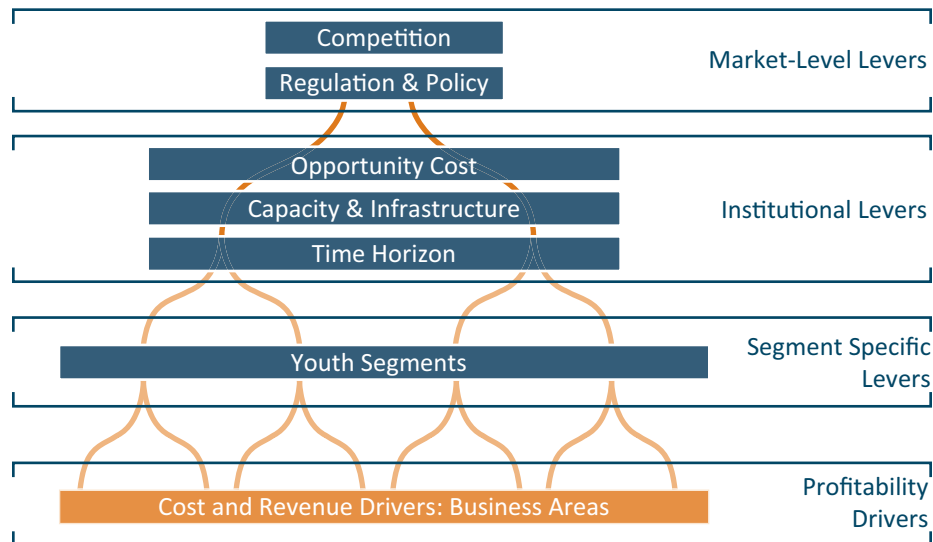 Competition
Regulation & Policy
Market-Level Levers
Opportunity Cost
Capacity & Infrastructure
Time Horizon
Institutional Levers
Youth Segments
Segment Specific
Levers
Cost and Revenue Drivers: Business Areas
Profitability
Drivers